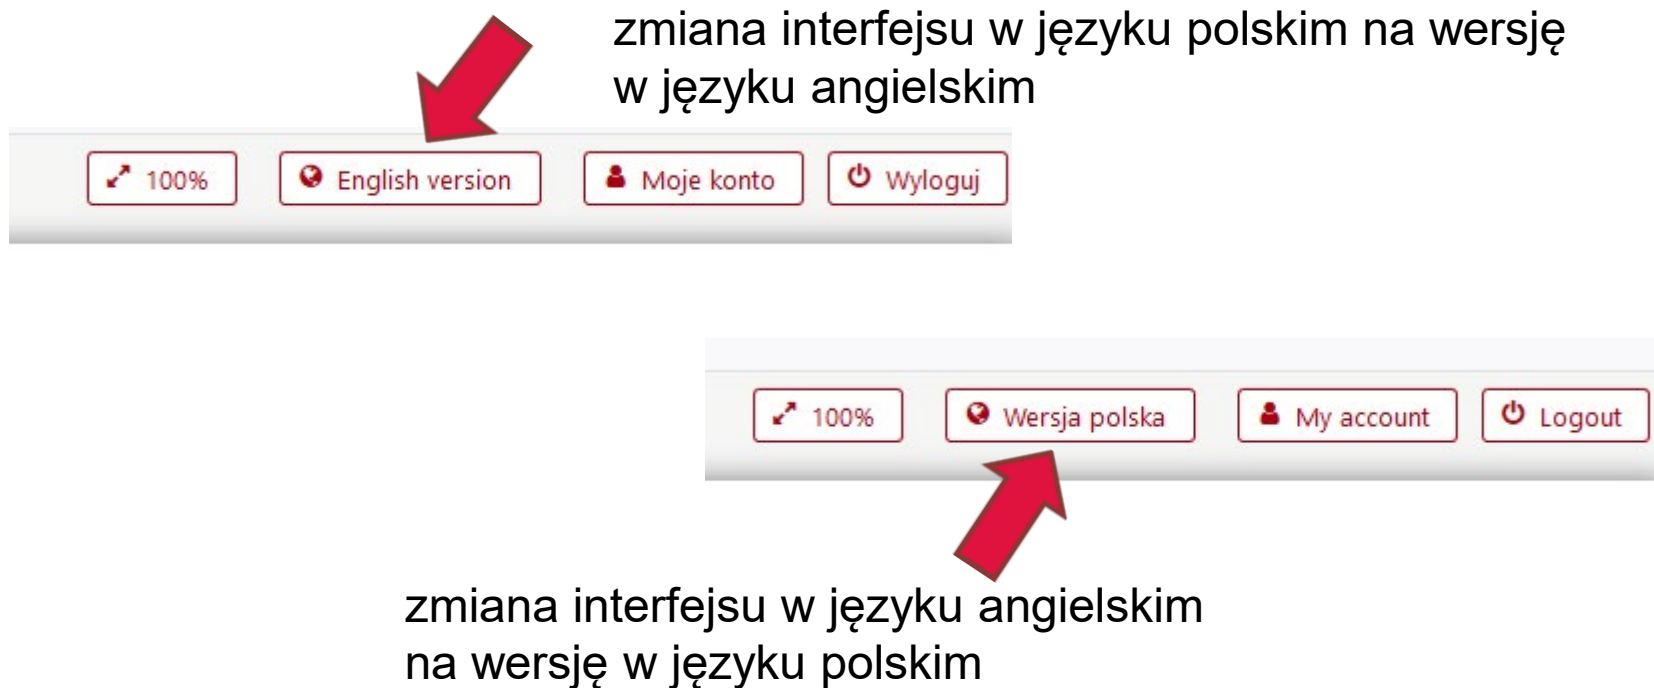 zmiana interfejsu w języku polskim na wersję
w języku angielskim
100% English version Moje konto Wyloguj
100% Wersja polska My account Logout
zmiana interfejsu w języku angielskim
na wersję w języku polskim